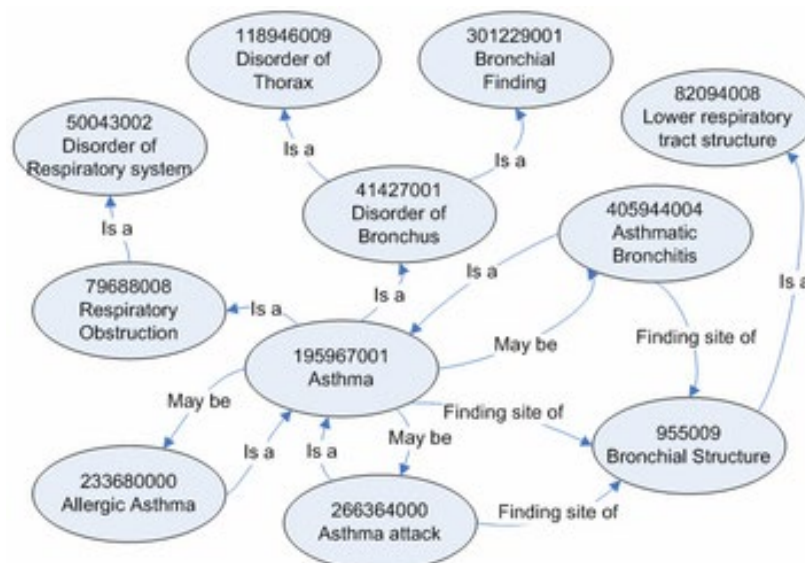 118946009
Disorder of
Thorax
301229001
Bronchial
Finding
82094008
Lower respiratory
tract structure
50043002
Disorder of
Respiratory system
Is a
Is a
41427001
Disorder of
Bronchus
405944004
Asthmatic
Bronchitis
Is a
79688008
Respiratory
Obstruction
Is a
Is a
Is a
Is a
195967001
Asthma
May be
Finding site of
May be
Finding site of
May be
955009
Bronchial Structure
Is a
Is a
233680000
Allergic Asthma
266364000
Asthma attack
Finding site of